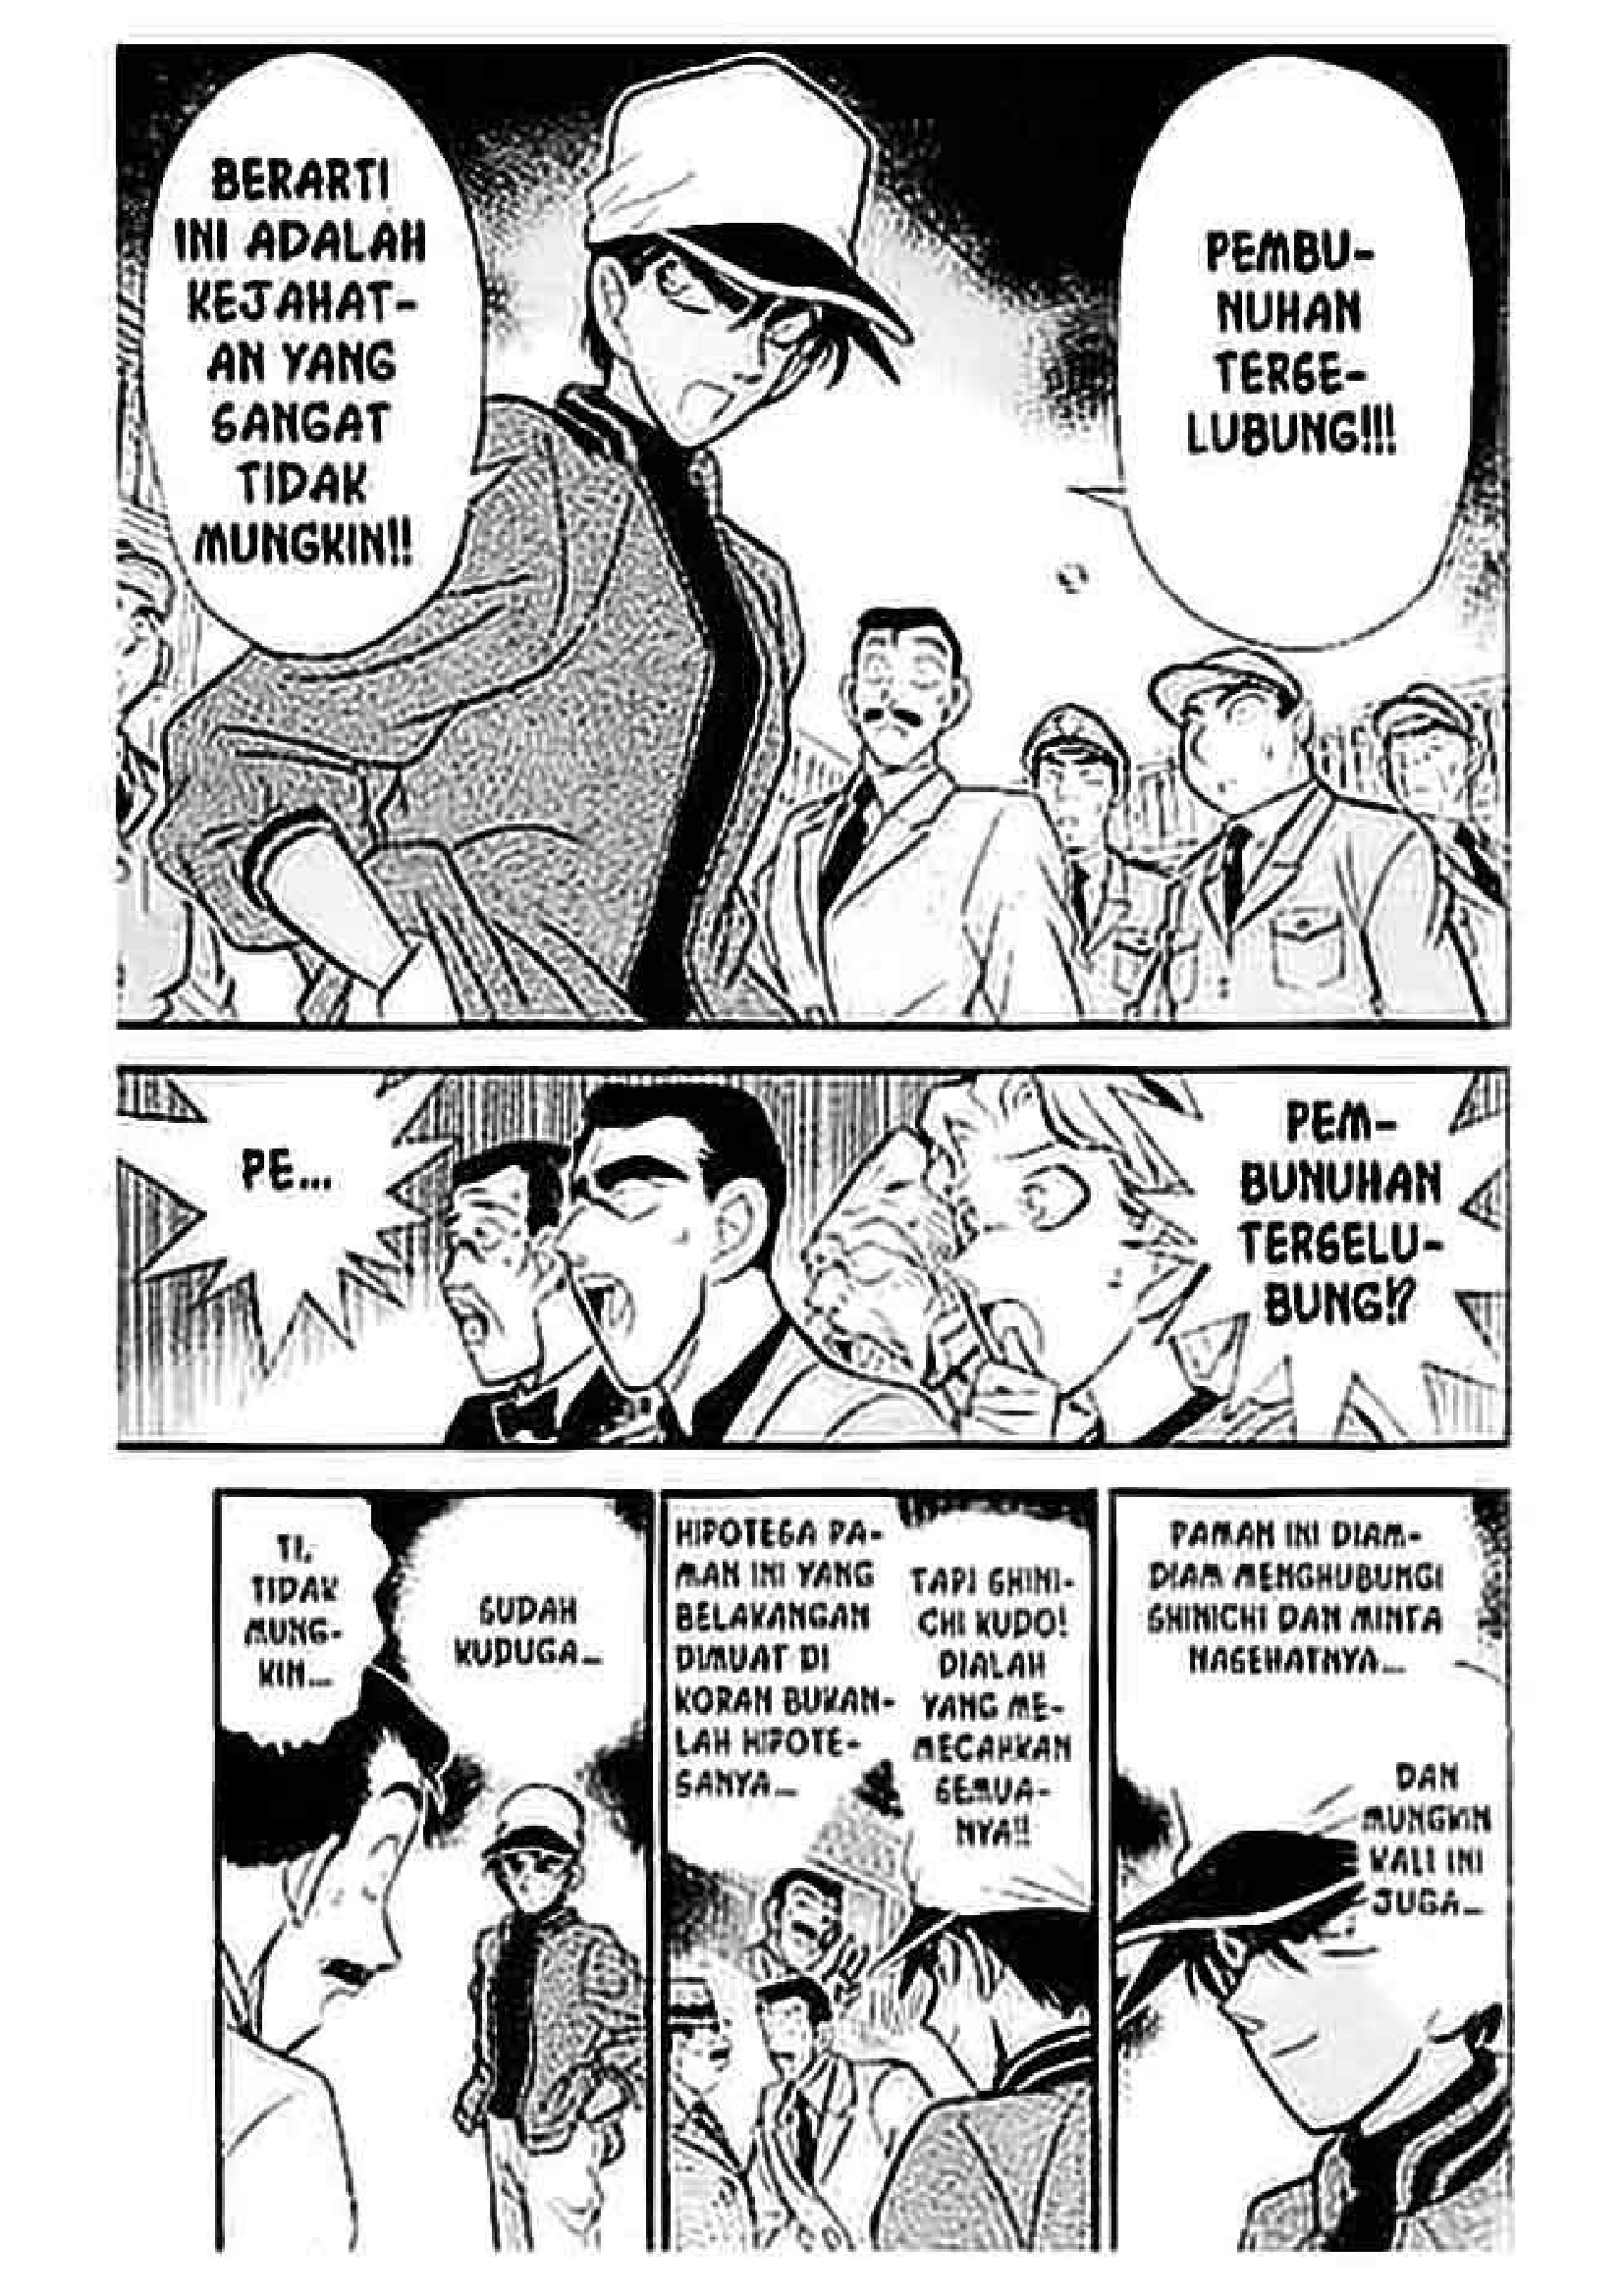 PEMBU-
NUHAN
TERSE-
LUBUNG!!!
BERARTI
INI ADALAH
KEJAHAT-
AN YANG
SANGAT
TIDAK
MUNGKIN!!
PEM-
BUNUHAN
TERSELU-
BUNG!?
PE...
PAMAN INI DIAM-
DIAM MENGHUBUNGI
SHINICHI DAN MINTA
NASEHATNYA...
DAN
MUNGKIN
KALI INI
JUGA...
TAPI SHINI-
CHI KUDO!
DIALAH
YANG ME-
MECAHKAN
SEMUA-
NYA!!
HIPOTESA PA-
MAN INI YANG
BELAKANGAN
DIMUAT DI
KORAN BUKAN-
LAH HIPOTE-
SANYA...
SUDAH
KUDUGA...
TI,
TIDAK
MUNG-
KIN...